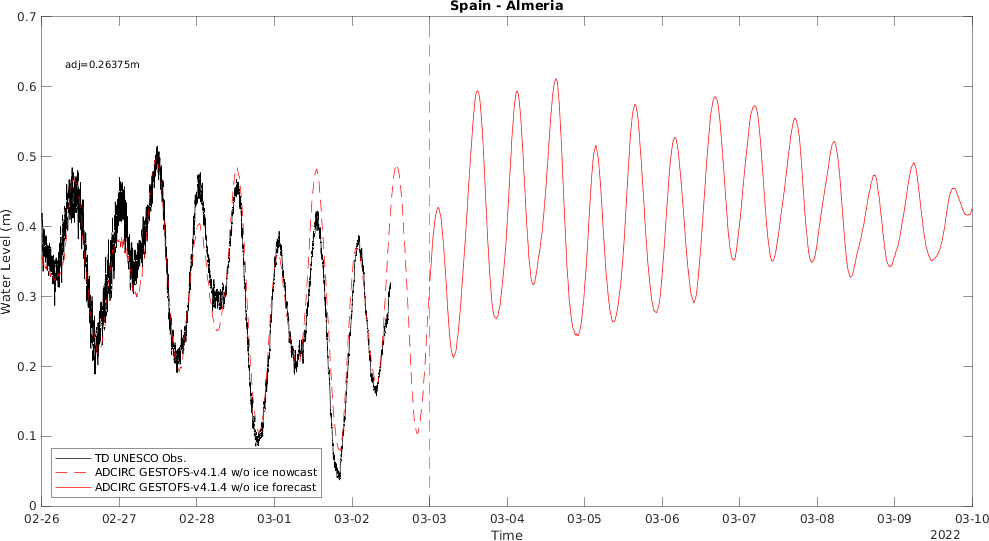 Spain - Almeria
adj=0.26375m
Water Level (m)
0.7
0.6
0.5
0.4
0.3
0.2
0.1
0
TD UNESCO Obs.
ADCIRC GESTOFS-v4.1.4 w/o ice nowcast
ADCIRC GESTOFS-v4.1.4 w/o ice forecast
02-26 02-27 02-28 03-01 03-02 03-03 03-04 03-05 03-06 03-07 03-08 03-09 03-10
Time
2022